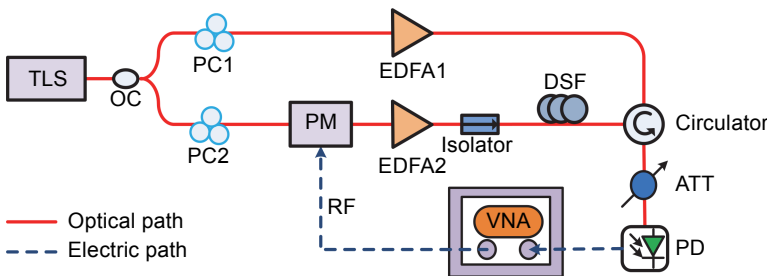 TLS
OC
PC1
EDFA1
PC2
PM
EDFA2
Isolator
DSF
Circulator
ATT
PD
VNA
RF
Optical path
Electric path